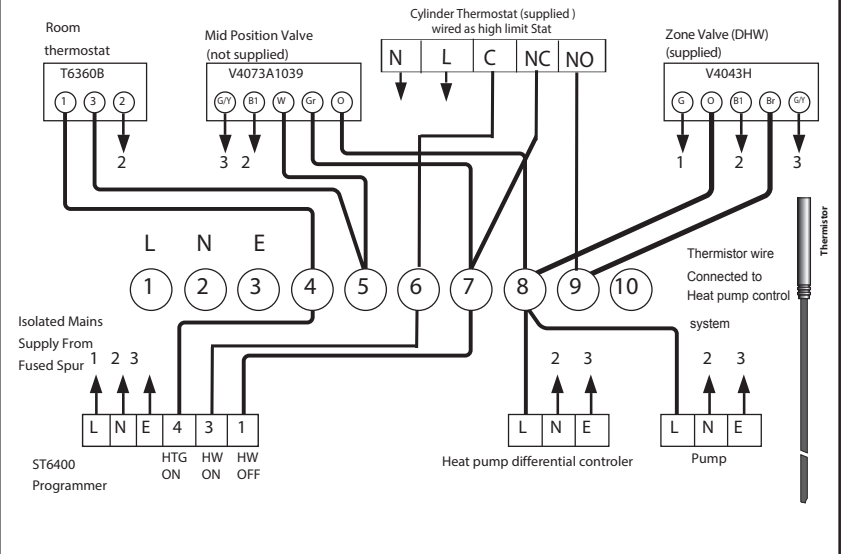 Room
thermostat
T6360B
1 3 2
2
Mid Position Valve
(not supplied)
V4073A1039
G/Y B1 W Gr O
3 2
Cylinder Thermostat (supplied )
wired as high limit Stat
N L C NC NO
Zone Valve (DHW)
(supplied)
V4043H
G O B1 Br G/Y
1 2 3
L N E
1 2 3 4 5 6 7 8 9 10
Thermistor wire
Connected to
Heat pump control
system
Thermistor
Isolated Mains
Supply From
Fused Spur
1 2 3
L N E 4 3 1
HTG HW HW
ON ON OFF
ST6400
Programmer
2 3
L N E
Heat pump differential controler
2 3
L N E
Pump